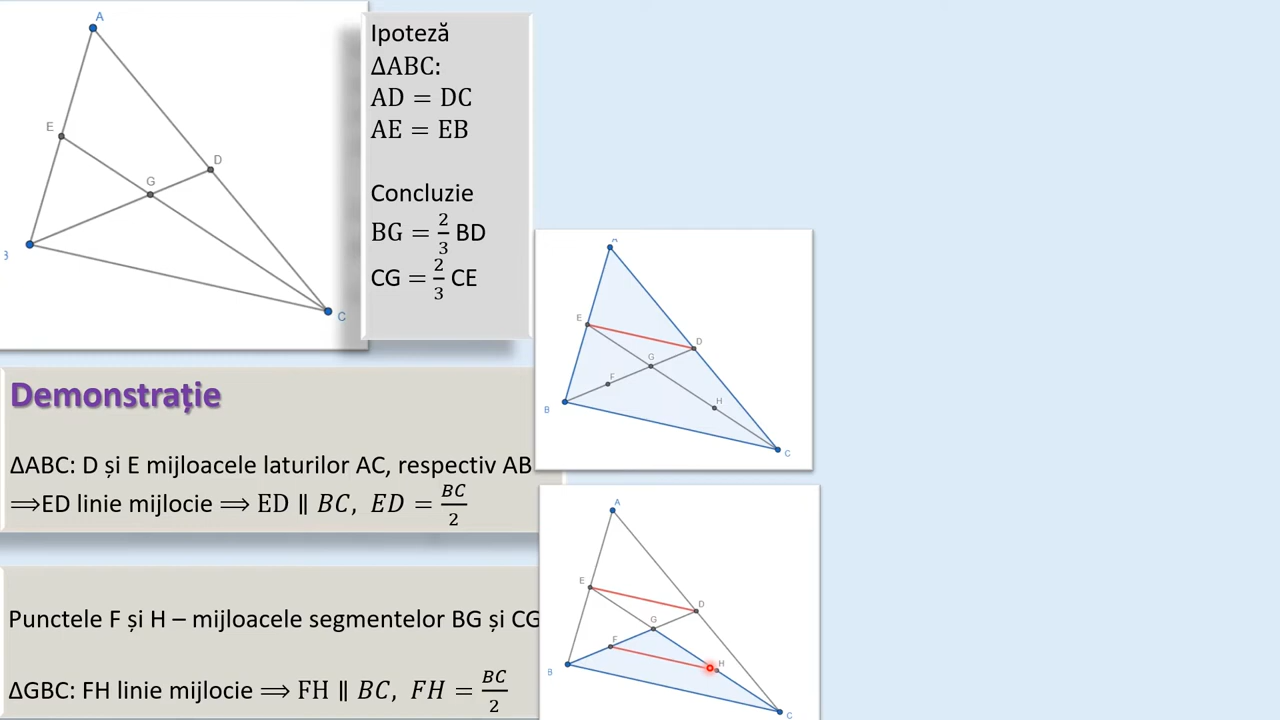 A
E
D
G
B
C
Ipoteză
ΔABC:
AD = DC
AE = EB
Concluzie
BG = 2/3 BD
CG = 2/3 CE
A
E
D
G
F
H
B
C
Demonstrație
ΔABC: D și E mijloacele laturilor AC, respectiv AB
⟹ED linie mijlocie ⟹ ED ∥ BC, ED = BC/2
A
E
D
G
F
H
B
C
Punctele F și H – mijloacele segmentelor BG și CG
ΔGBC: FH linie mijlocie ⟹ FH ∥ BC, FH = BC/2